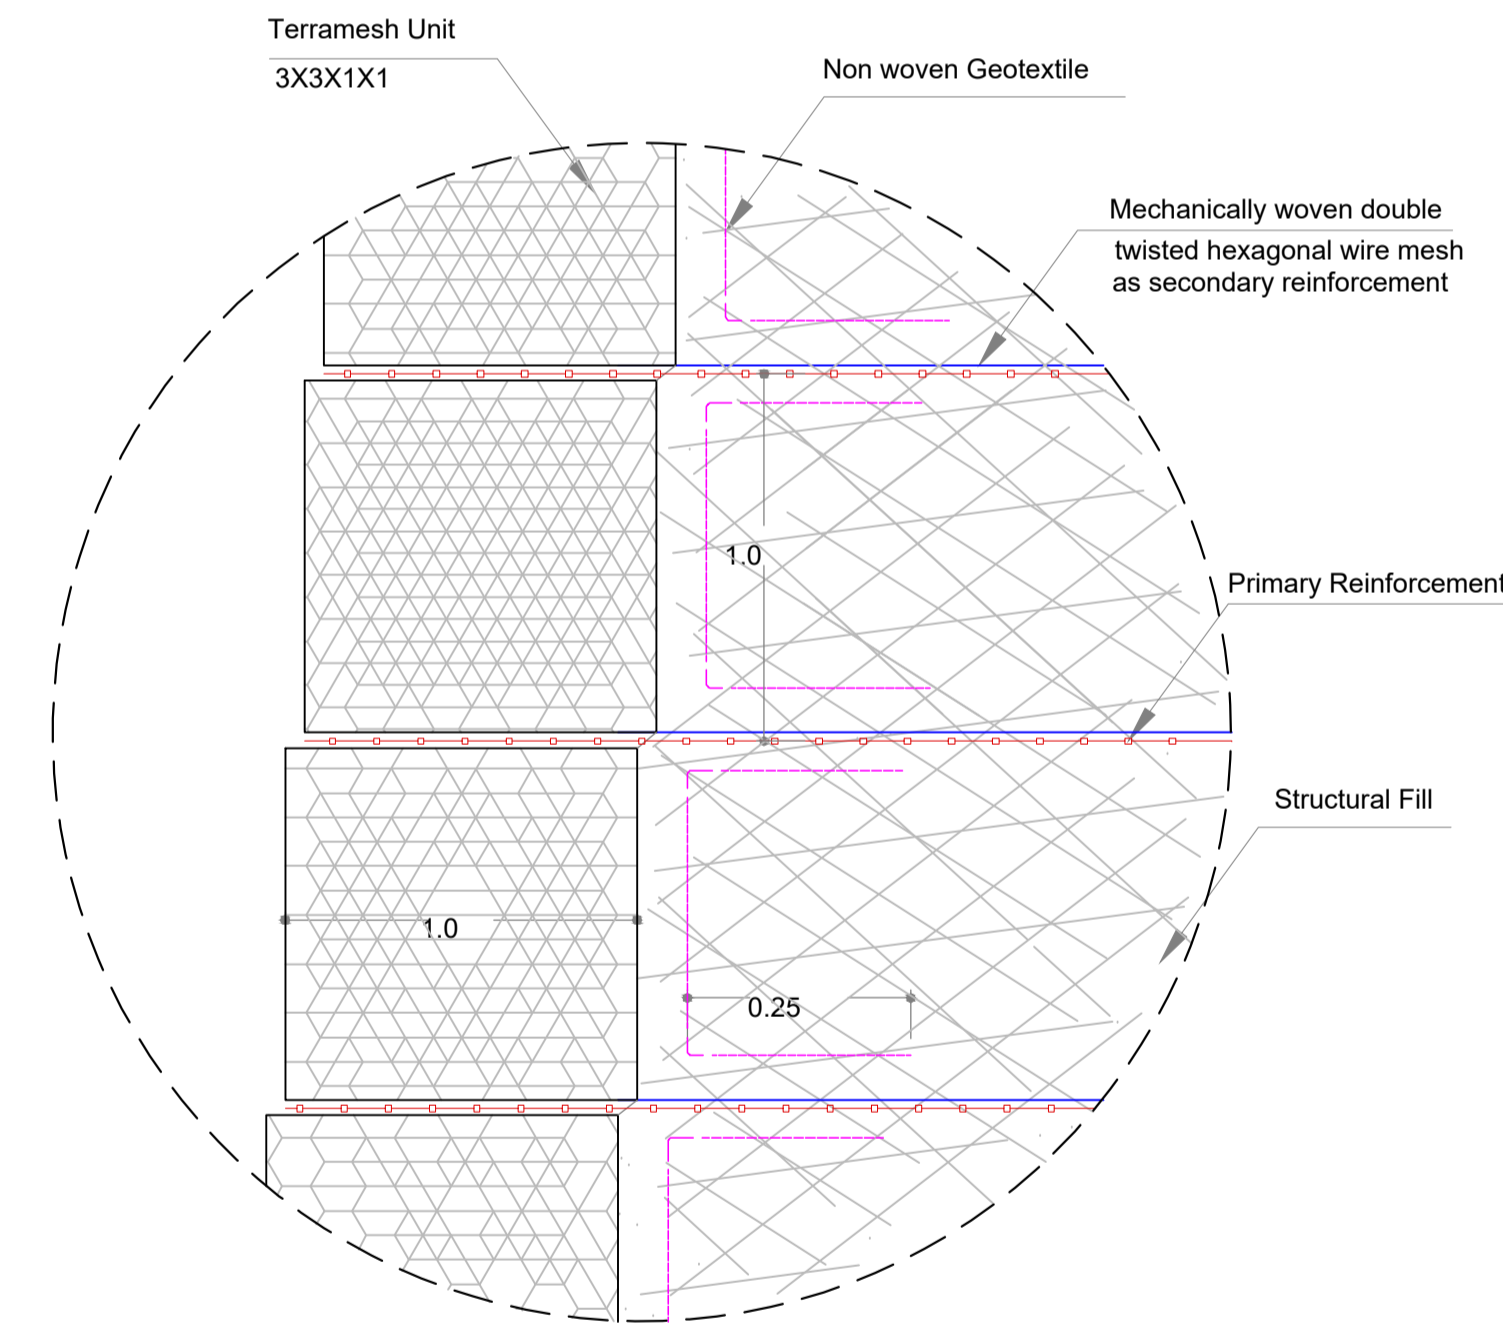 Terramesh Unit
3X3X1X1
Non woven Geotextile
Mechanically woven double
twisted hexagonal wire mesh
as secondary reinforcement
1.0
Primary Reinforcement
Structural Fill
1.0
0.25